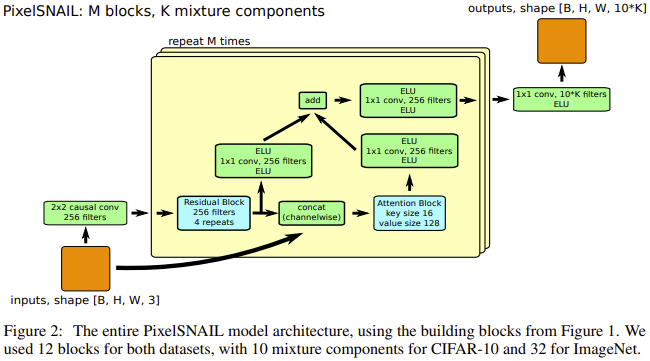 PixelSNAIL: M blocks, K mixture components
outputs, shape [B, H, W, 10*K]
repeat M times
add
ELU
1x1 conv, 256 filters
ELU
1x1 conv, 10*K filters
ELU
ELU
1x1 conv, 256 filters
ELU
ELU
1x1 conv, 256 filters
ELU
2x2 causal conv
256 filters
Residual Block
256 filters
4 repeats
concat
(channelwise)
Attention Block
key size 16
value size 128
inputs, shape [B, H, W, 3]
Figure 2: The entire PixelSNAIL model architecture, using the building blocks from Figure 1. We
used 12 blocks for both datasets, with 10 mixture components for CIFAR-10 and 32 for ImageNet.